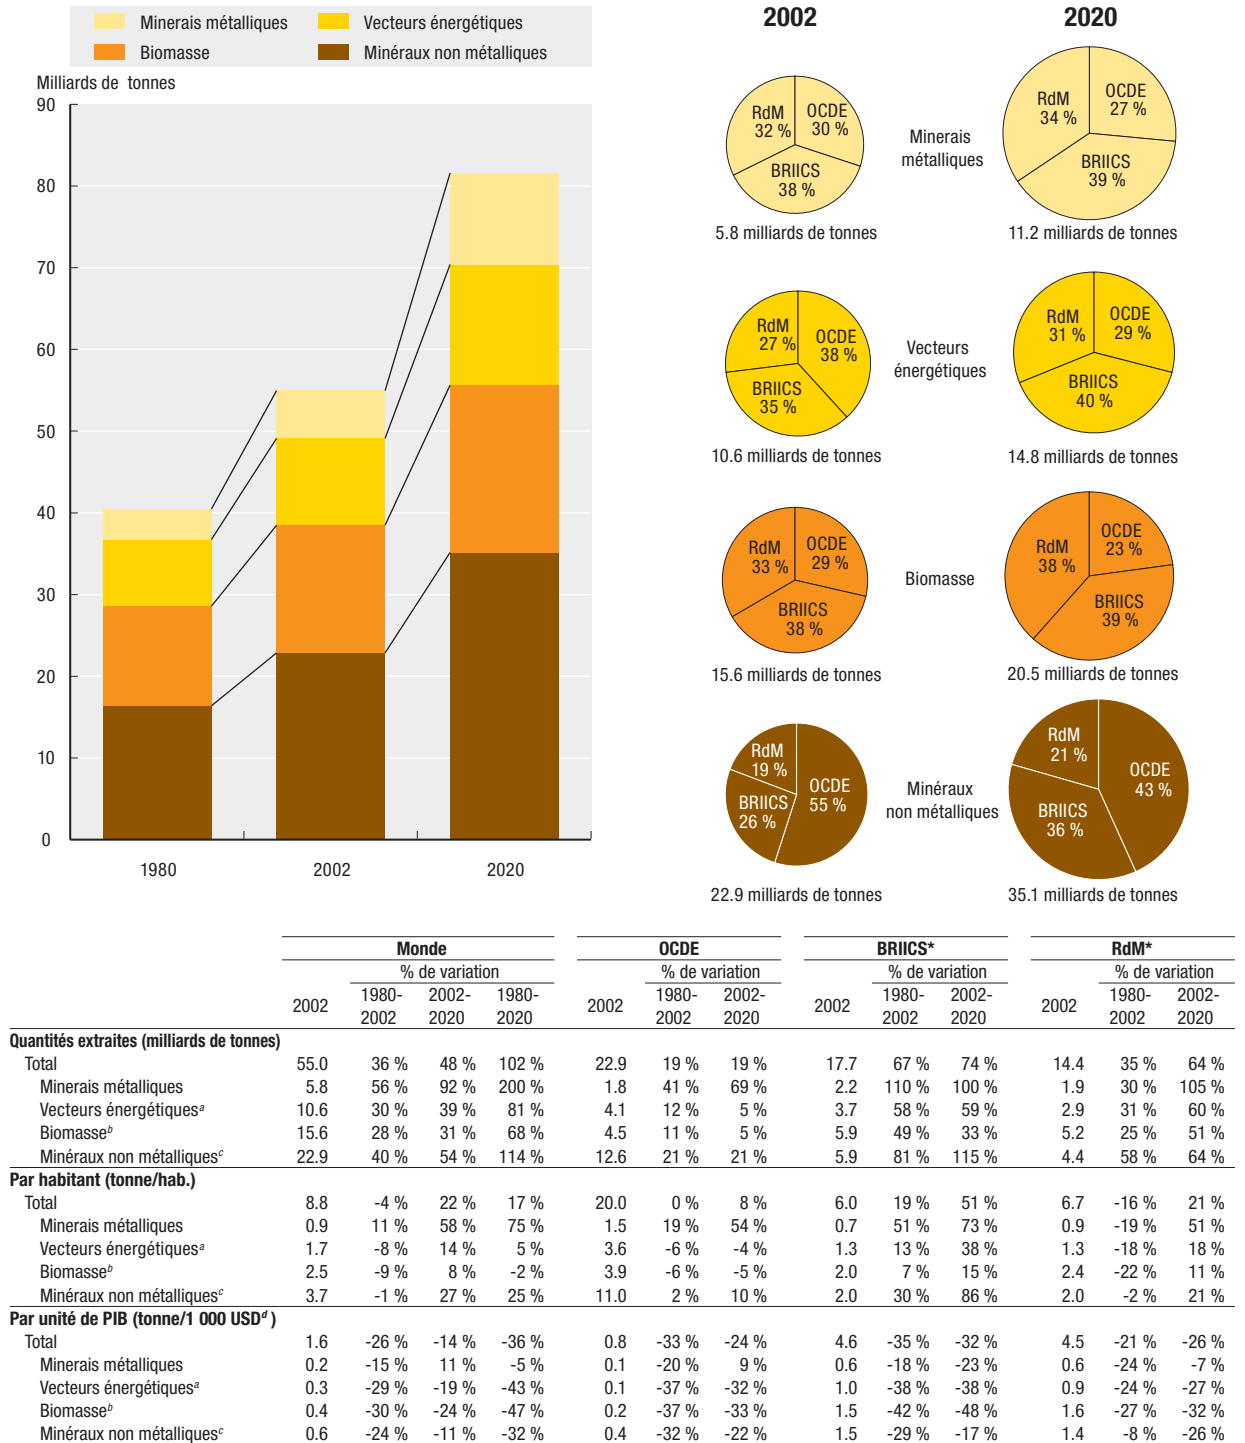 Minerais métalliques
Vecteurs énergétiques
Biomasse
Minéraux non métalliques
Milliards de tonnes
90
80
70
60
50
40
30
20
10
0
1980 2002 2020
2002 2020
RdM 32 % OCDE 30 % BRIICS 38 %
5.8 milliards de tonnes
Minerais métalliques
RdM 34 % OCDE 27 % BRIICS 39 %
11.2 milliards de tonnes
RdM 27 % OCDE 38 % BRIICS 35 %
10.6 milliards de tonnes
Vecteurs énergétiques
RdM 31 % OCDE 29 % BRIICS 40 %
14.8 milliards de tonnes
RdM 33 % OCDE 29 % BRIICS 38 %
15.6 milliards de tonnes
Biomasse
RdM 38 % OCDE 23 % BRIICS 39 %
20.5 milliards de tonnes
RdM 19 % OCDE 55 % BRIICS 26 %
22.9 milliards de tonnes
Minéraux non métalliques
RdM 21 % OCDE 43 % BRIICS 36 %
35.1 milliards de tonnes
Monde OCDE BRIICS* RdM*
% de variation % de variation % de variation % de variation
2002 1980-2002 2002-2020 1980-2020 2002 1980-2002 2002-2020 2002 1980-2002 2002-2020 2002 1980-2002 2002-2020
Quantités extraites (milliards de tonnes)
Total 55.0 36 % 48 % 102 % 22.9 19 % 19 % 17.7 67 % 74 % 14.4 35 % 64 %
Minerais métalliques 5.8 56 % 92 % 200 % 1.8 41 % 69 % 2.2 110 % 100 % 1.9 30 % 105 %
Vecteurs énergétiques a 10.6 30 % 39 % 81 % 4.1 12 % 5 % 3.7 58 % 59 % 2.9 31 % 60 %
Biomasse b 15.6 28 % 31 % 68 % 4.5 11 % 5 % 5.9 49 % 33 % 5.2 25 % 51 %
Minéraux non métalliques c 22.9 40 % 54 % 114 % 12.6 21 % 21 % 5.9 81 % 115 % 4.4 58 % 64 %
Par habitant (tonne/hab.)
Total 8.8 -4 % 22 % 17 % 20.0 0 % 8 % 6.0 19 % 51 % 6.7 -16 % 21 %
Minerais métalliques 0.9 11 % 58 % 75 % 1.5 19 % 54 % 0.7 51 % 73 % 0.9 -19 % 51 %
Vecteurs énergétiques a 1.7 -8 % 14 % 5 % 3.6 -6 % -4 % 1.3 13 % 38 % 1.3 -18 % 18 %
Biomasse b 2.5 -9 % 8 % -2 % 3.9 -6 % -5 % 2.0 7 % 15 % 2.4 -22 % 11 %
Minéraux non métalliques c 3.7 -1 % 27 % 25 % 11.0 2 % 10 % 2.0 30 % 86 % 2.0 -2 % 21 %
Par unité de PIB (tonne/1 000 USD d )
Total 1.6 -26 % -14 % -36 % 0.8 -33 % -24 % 4.6 -35 % -32 % 4.5 -21 % -26 %
Minerais métalliques 0.2 -15 % 11 % -5 % 0.1 -20 % 9 % 0.6 -18 % -23 % 0.6 -24 % -7 %
Vecteurs énergétiques a 0.3 -29 % -19 % -43 % 0.1 -37 % -32 % 1.0 -38 % -38 % 0.9 -24 % -27 %
Biomasse b 0.4 -30 % -24 % -47 % 0.2 -37 % -33 % 1.5 -42 % -48 % 1.6 -27 % -32 %
Minéraux non métalliques c 0.6 -24 % -11 % -32 % 0.4 -32 % -22 % 1.5 -29 % -17 % 1.4 -8 % -26 %